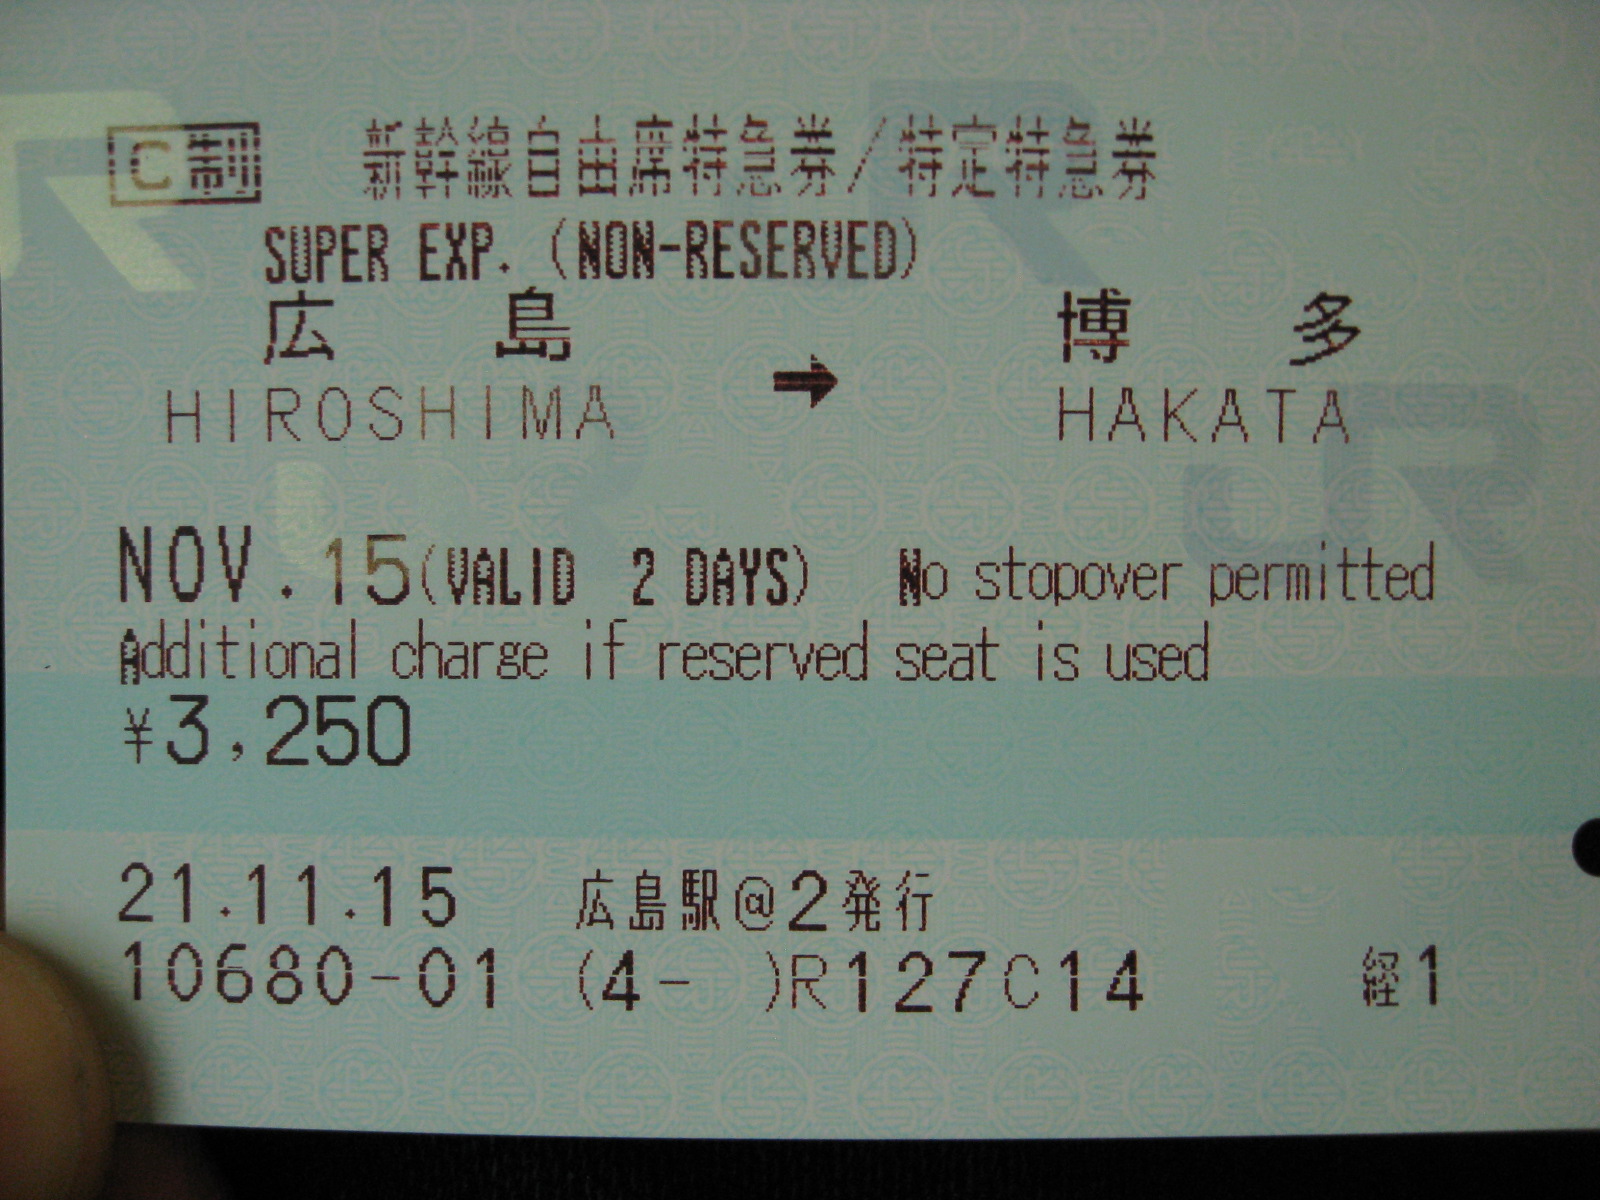 C制 新幹線自由席特急券/特定特急券
SUPER EXP. (NON-RESERVED)
広島 → 博多
HIROSHIMA HAKATA
NOV. 15(VALID 2 DAYS) No stopover permitted
Additional charge if reserved seat is used
¥3,250
21.11.15 広島駅@2発行
10680-01 (4- )R127C14 経1